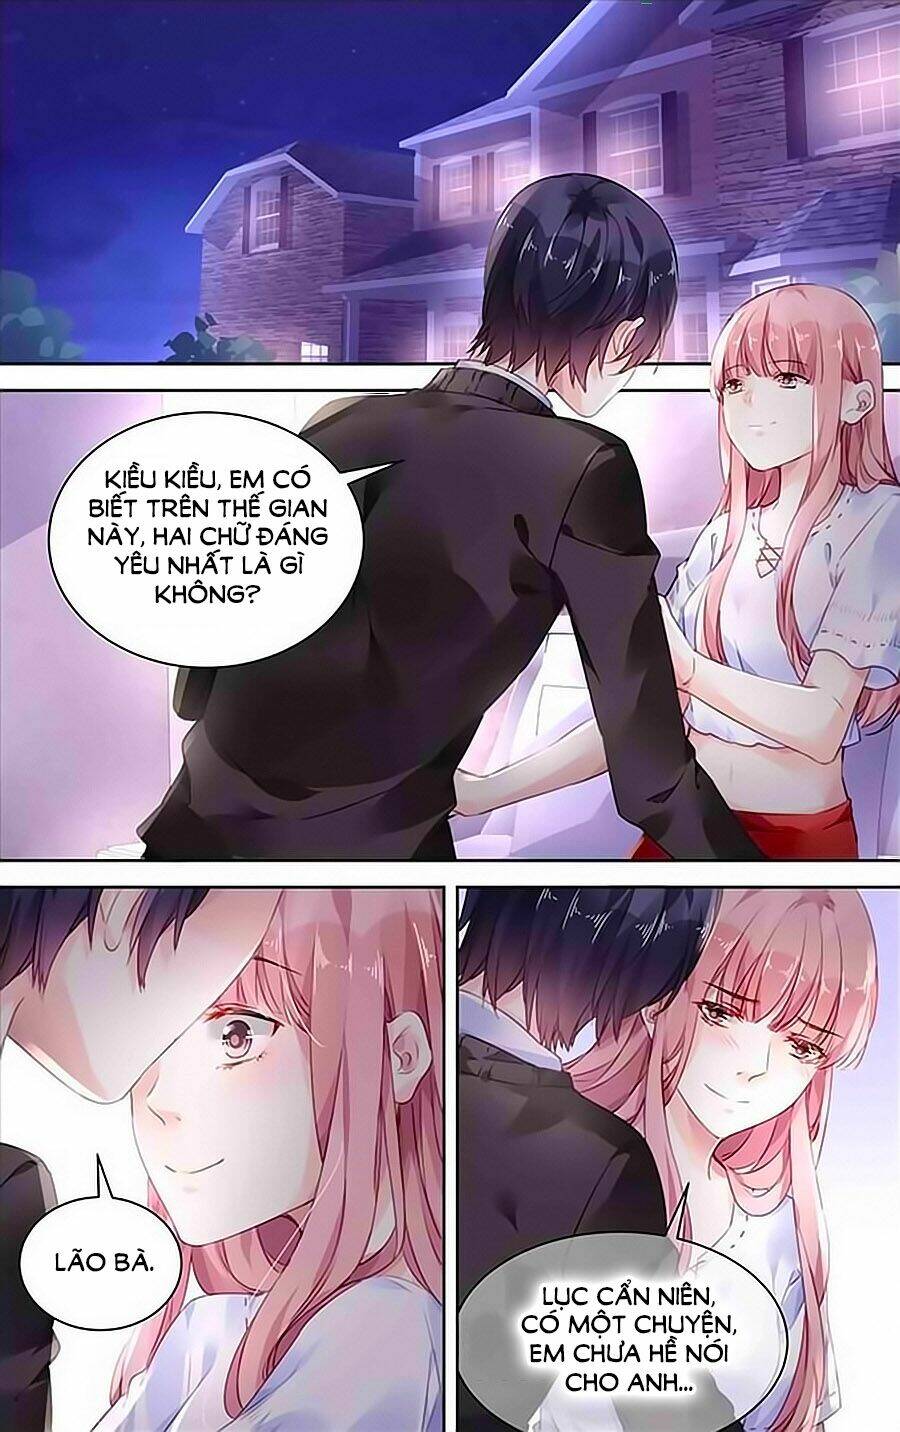 KIỀU KIỀU, EM CÓ
BIẾT TRÊN THẾ GIAN
NÀY, HAI CHỮ ĐÁNG
YÊU NHẤT LÀ GÌ
KHÔNG?
LÃO BÀ.
LỤC CẨN NIÊN,
CÓ MỘT CHUYỆN,
EM CHƯA HỀ NÓI
CHO ANH...